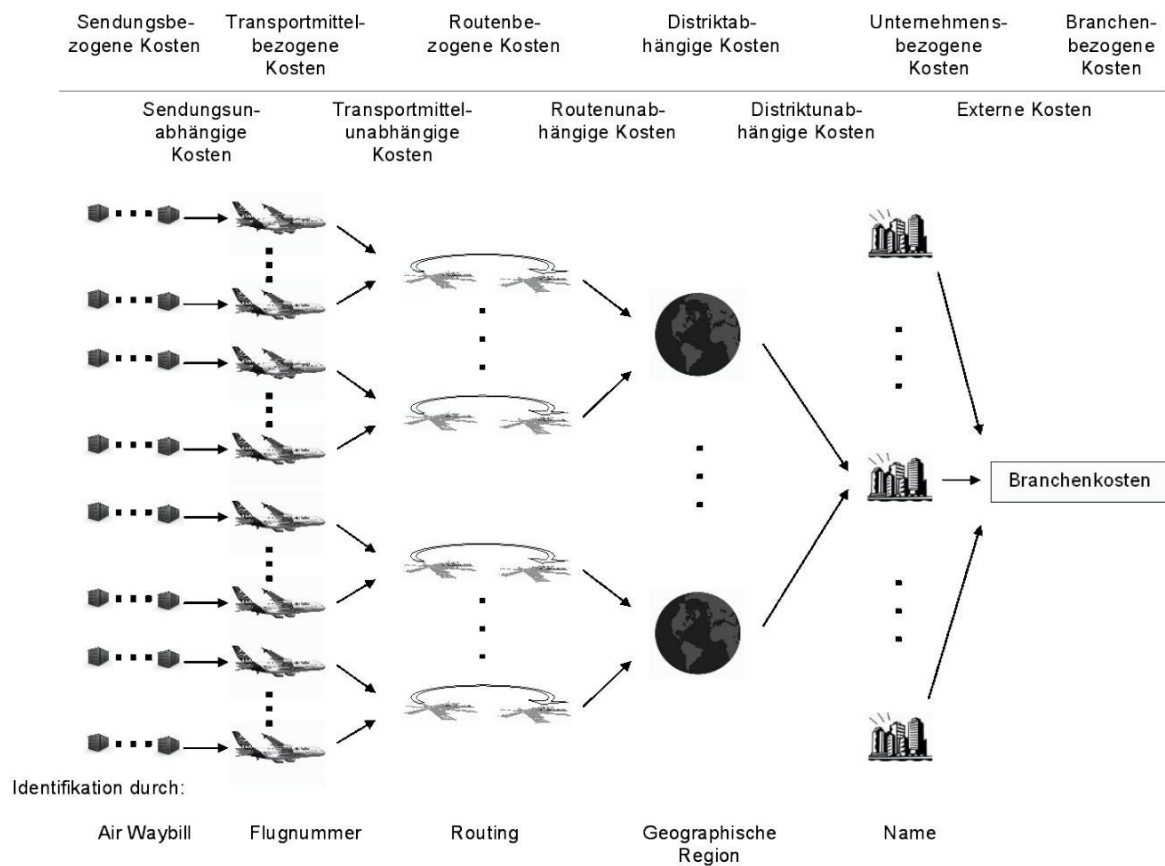 Sendungsbe-
zogene Kosten
Transportmittel-
bezogene
Kosten
Routenbe-
zogene Kosten
Distriktab-
hängige Kosten
Unternehmens-
bezogene
Kosten
Branchen-
bezogene
Kosten
Sendungsun-
abhängige
Kosten
Transportmittel-
unabhängige
Kosten
Routenunab-
hängige Kosten
Distriktunab-
hängige Kosten
Externe Kosten
Branchenkosten
Identifikation durch:
Air Waybill
Flugnummer
Routing
Geographische
Region
Name